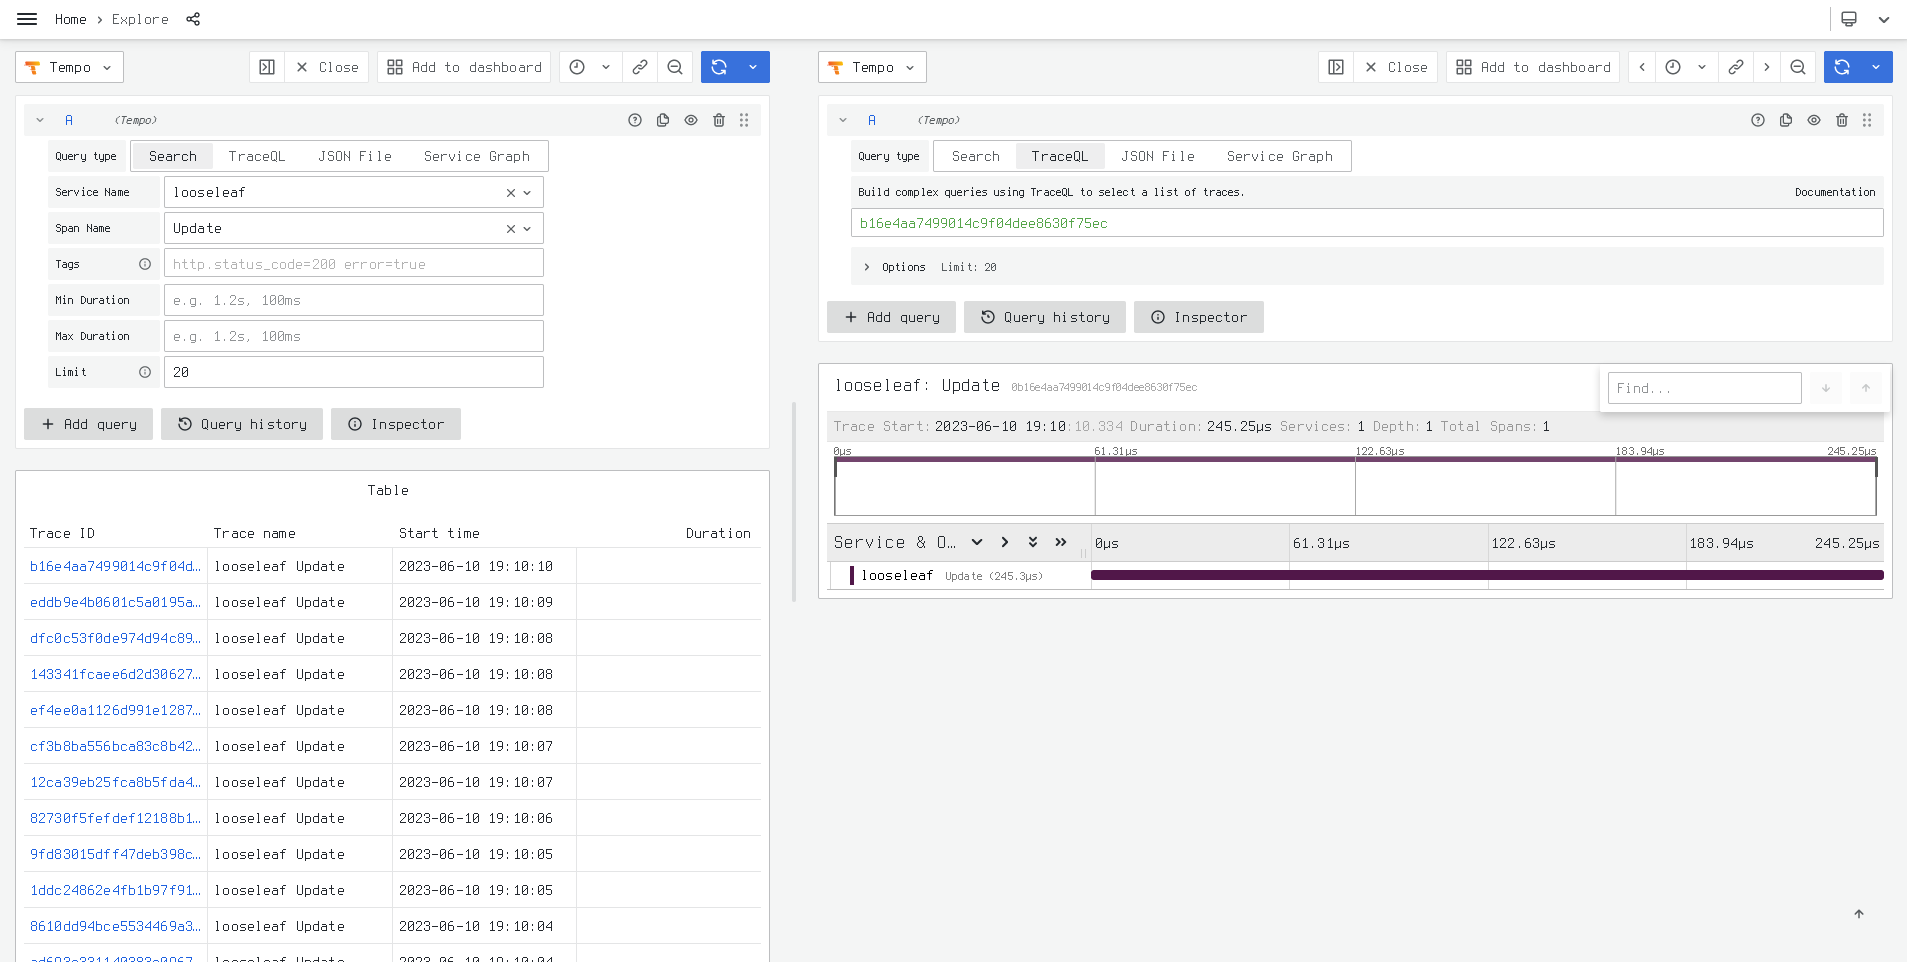 Home › Explore
Tempo
Close
Add to dashboard
A (Tempo)
Query type Search TraceQL JSON File Service Graph
Service Name looseleaf
Span Name Update
Tags http.status_code=200 error=true
Min Duration e.g. 1.2s, 100ms
Max Duration e.g. 1.2s, 100ms
Limit 20
Add query Query history Inspector
Table
Trace ID Trace name Start time Duration
b16e4aa7499014c9f04d… looseleaf Update 2023-06-10 19:10:10
eddb9e4b0601c5a0195a… looseleaf Update 2023-06-10 19:10:09
dfc0c53f0de974d94c89… looseleaf Update 2023-06-10 19:10:08
143341fcaee6d2d30627… looseleaf Update 2023-06-10 19:10:08
ef4ee0a1126d991e1287… looseleaf Update 2023-06-10 19:10:08
cf3b8ba556bca83c8b42… looseleaf Update 2023-06-10 19:10:07
12ca39eb25fca8b5fda4… looseleaf Update 2023-06-10 19:10:07
82730f5fefdef12188b1… looseleaf Update 2023-06-10 19:10:06
9fd83015dff47deb398c… looseleaf Update 2023-06-10 19:10:05
1ddc24862e4fb1b97f91… looseleaf Update 2023-06-10 19:10:05
8610dd94bce5534469a3… looseleaf Update 2023-06-10 19:10:04
looseleaf Update 2023-06-10 19:10:04
Tempo
Close
Add to dashboard
A (Tempo)
Query type Search TraceQL JSON File Service Graph
Build complex queries using TraceQL to select a list of traces. Documentation
b16e4aa7499014c9f04dee8630f75ec
Options Limit: 20
Add query Query history Inspector
looseleaf: Update 0b16e4aa7499014c9f04dee8630f75ec
Find...
Trace Start: 2023-06-10 19:10:10.334 Duration: 245.25μs Services: 1 Depth: 1 Total Spans: 1
0μs 61.31μs 122.63μs 183.94μs 245.25μs
Service & O… 0μs 61.31μs 122.63μs 183.94μs 245.25μs
looseleaf Update (245.3μs)